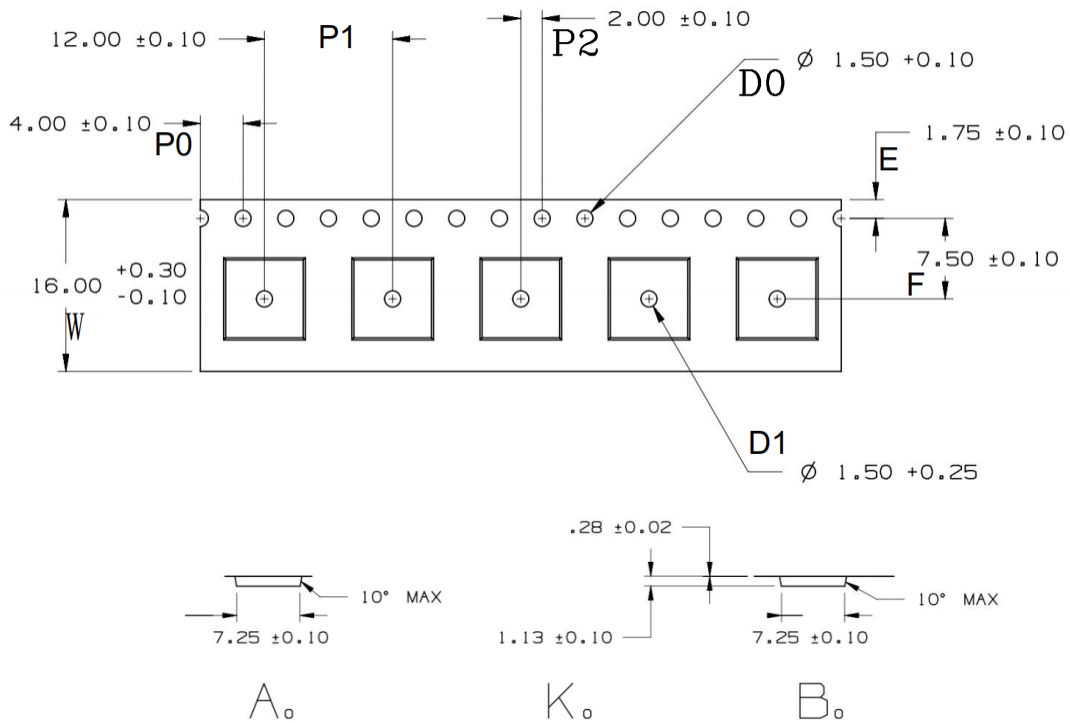 2.00 ±0.10
12.00 ±0.10
P1
P2
Ø 1.50 +0.10
D0
4.00 ±0.10
P0
1.75 ±0.10
E
16.00 +0.30
-0.10
W
7.50 ±0.10
F
D1
Ø 1.50 +0.25
.28 ±0.02
10° MAX
10° MAX
7.25 ±0.10
1.13 ±0.10
7.25 ±0.10
Ao
Ko
Bo